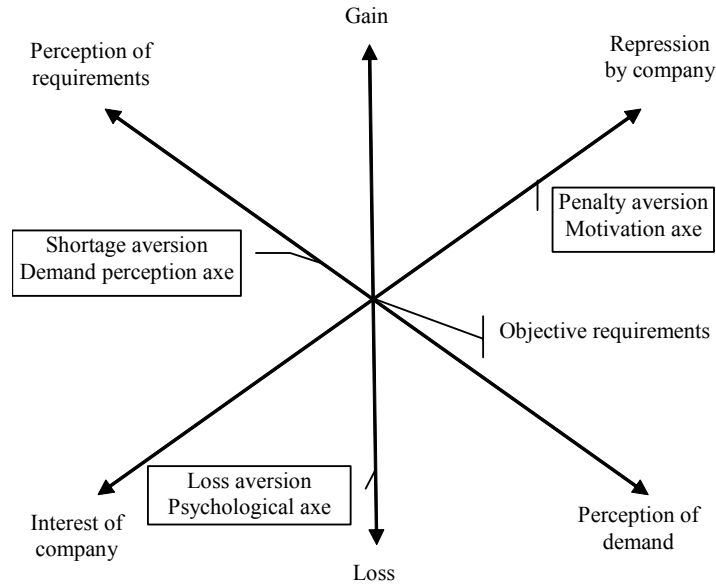 Gain
Perception of
requirements
Repression
by company
Penalty aversion
Motivation axe
Shortage aversion
Demand perception axe
Objective requirements
Loss aversion
Psychological axe
Interest of
company
Perception of
demand
Loss